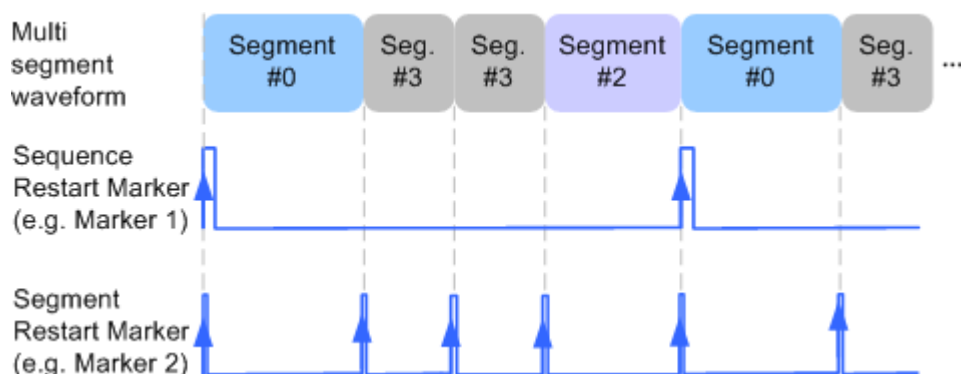 Multi
segment
waveform
Segment
#0
Seg.
#3
Seg.
#3
Segment
#2
Segment
#0
Seg.
#3
...
Sequence
Restart Marker
(e.g. Marker 1)
Segment
Restart Marker
(e.g. Marker 2)